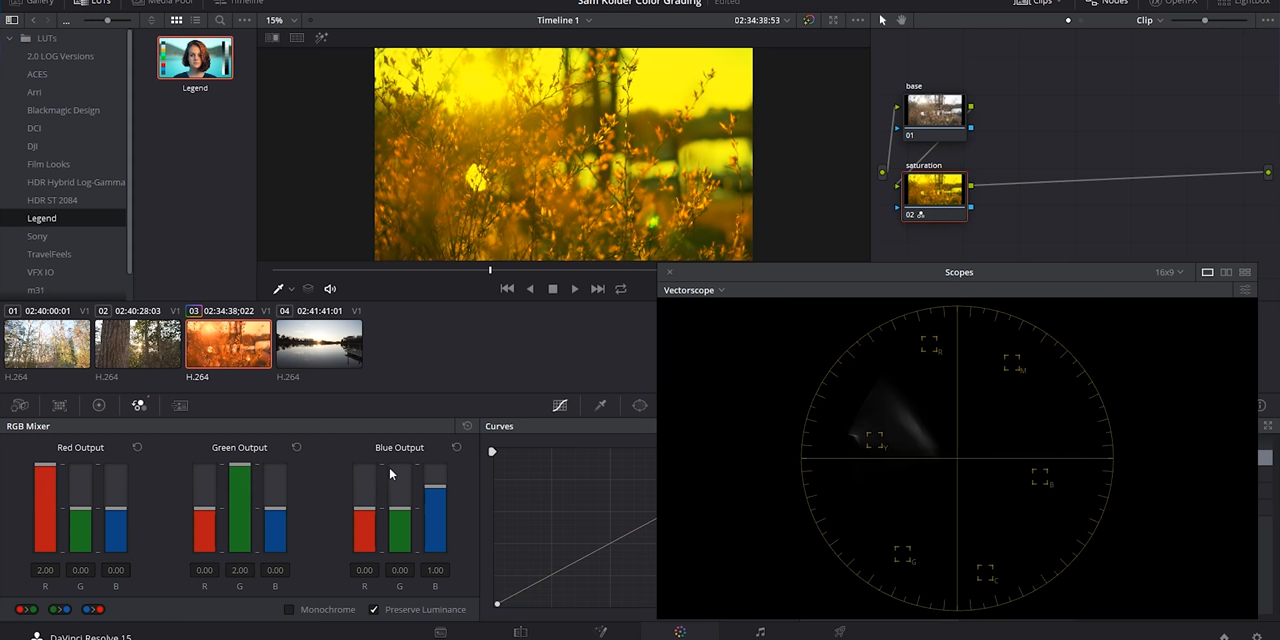 Gallery LUTs Media Pool Timeline Sam Kolder Color Grading Edited Clips Nodes OpenFX Lightbox
... 15% Timeline 1 02:34:38:53 Clip
LUTs
2.0 LOG Versions
ACES
Arri
Blackmagic Design
DCI
DJI
Film Looks
HDR Hybrid Log-Gamma
HDR ST 2084
Legend
Sony
TravelFeels
VFX IO
m31
Legend
base
01
saturation
02
Scopes 16x9
Vectorscope
R
M
Y
B
G
C
01 02:40:00:01 V1 02 02:40:28:03 V1 03 02:34:38;022 V1 04 02:41:41:01 V1
H.264 H.264 H.264 H.264
RGB Mixer Curves
Red Output Green Output Blue Output
2.00 0.00 0.00 0.00 2.00 0.00 0.00 0.00 1.00
R G B R G B R G B
Monochrome Preserve Luminance
DaVinci Resolve 15